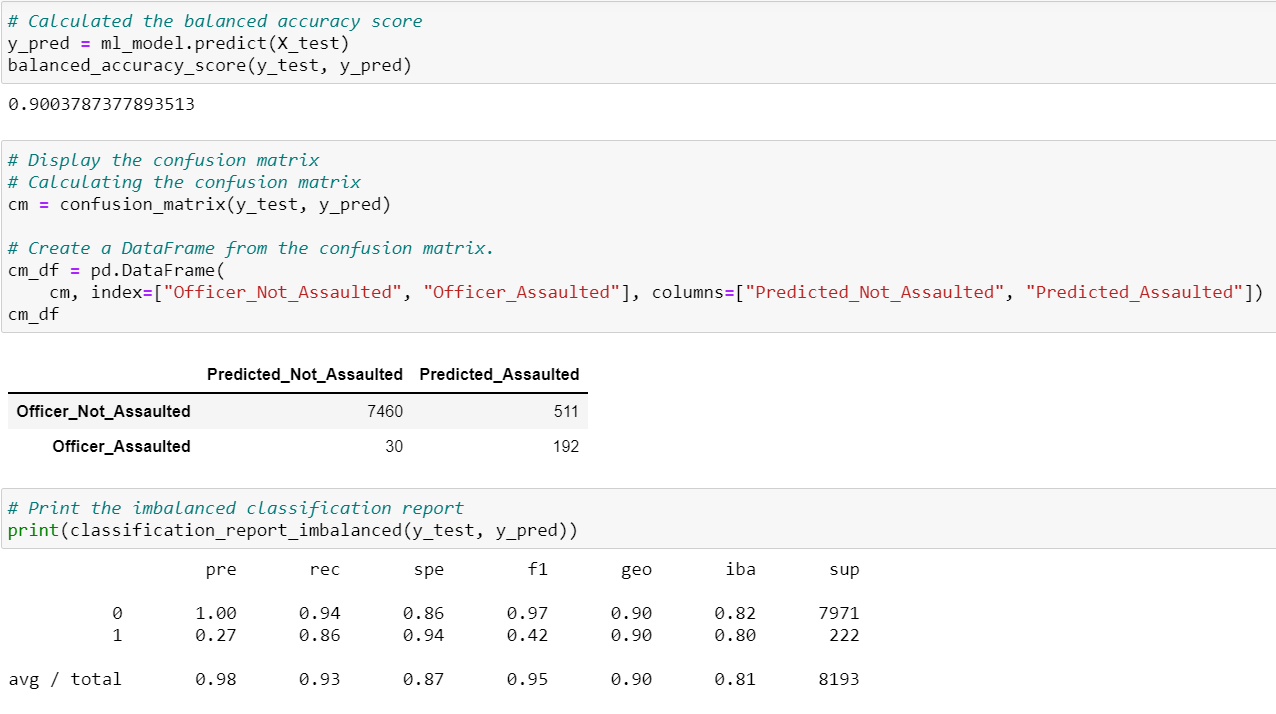 # Calculated the balanced accuracy score
y_pred = ml_model.predict(X_test)
balanced_accuracy_score(y_test, y_pred)
0.9003787377893513
# Display the confusion matrix
# Calculating the confusion matrix
cm = confusion_matrix(y_test, y_pred)
# Create a DataFrame from the confusion matrix.
cm_df = pd.DataFrame(
    cm, index=["Officer_Not_Assaulted", "Officer_Assaulted"], columns=["Predicted_Not_Assaulted", "Predicted_Assaulted"])
cm_df
Predicted_Not_Assaulted Predicted_Assaulted
Officer_Not_Assaulted 7460 511
Officer_Assaulted 30 192
# Print the imbalanced classification report
print(classification_report_imbalanced(y_test, y_pred))
pre rec spe f1 geo iba sup
0 1.00 0.94 0.86 0.97 0.90 0.82 7971
1 0.27 0.86 0.94 0.42 0.90 0.80 222
avg / total 0.98 0.93 0.87 0.95 0.90 0.81 8193